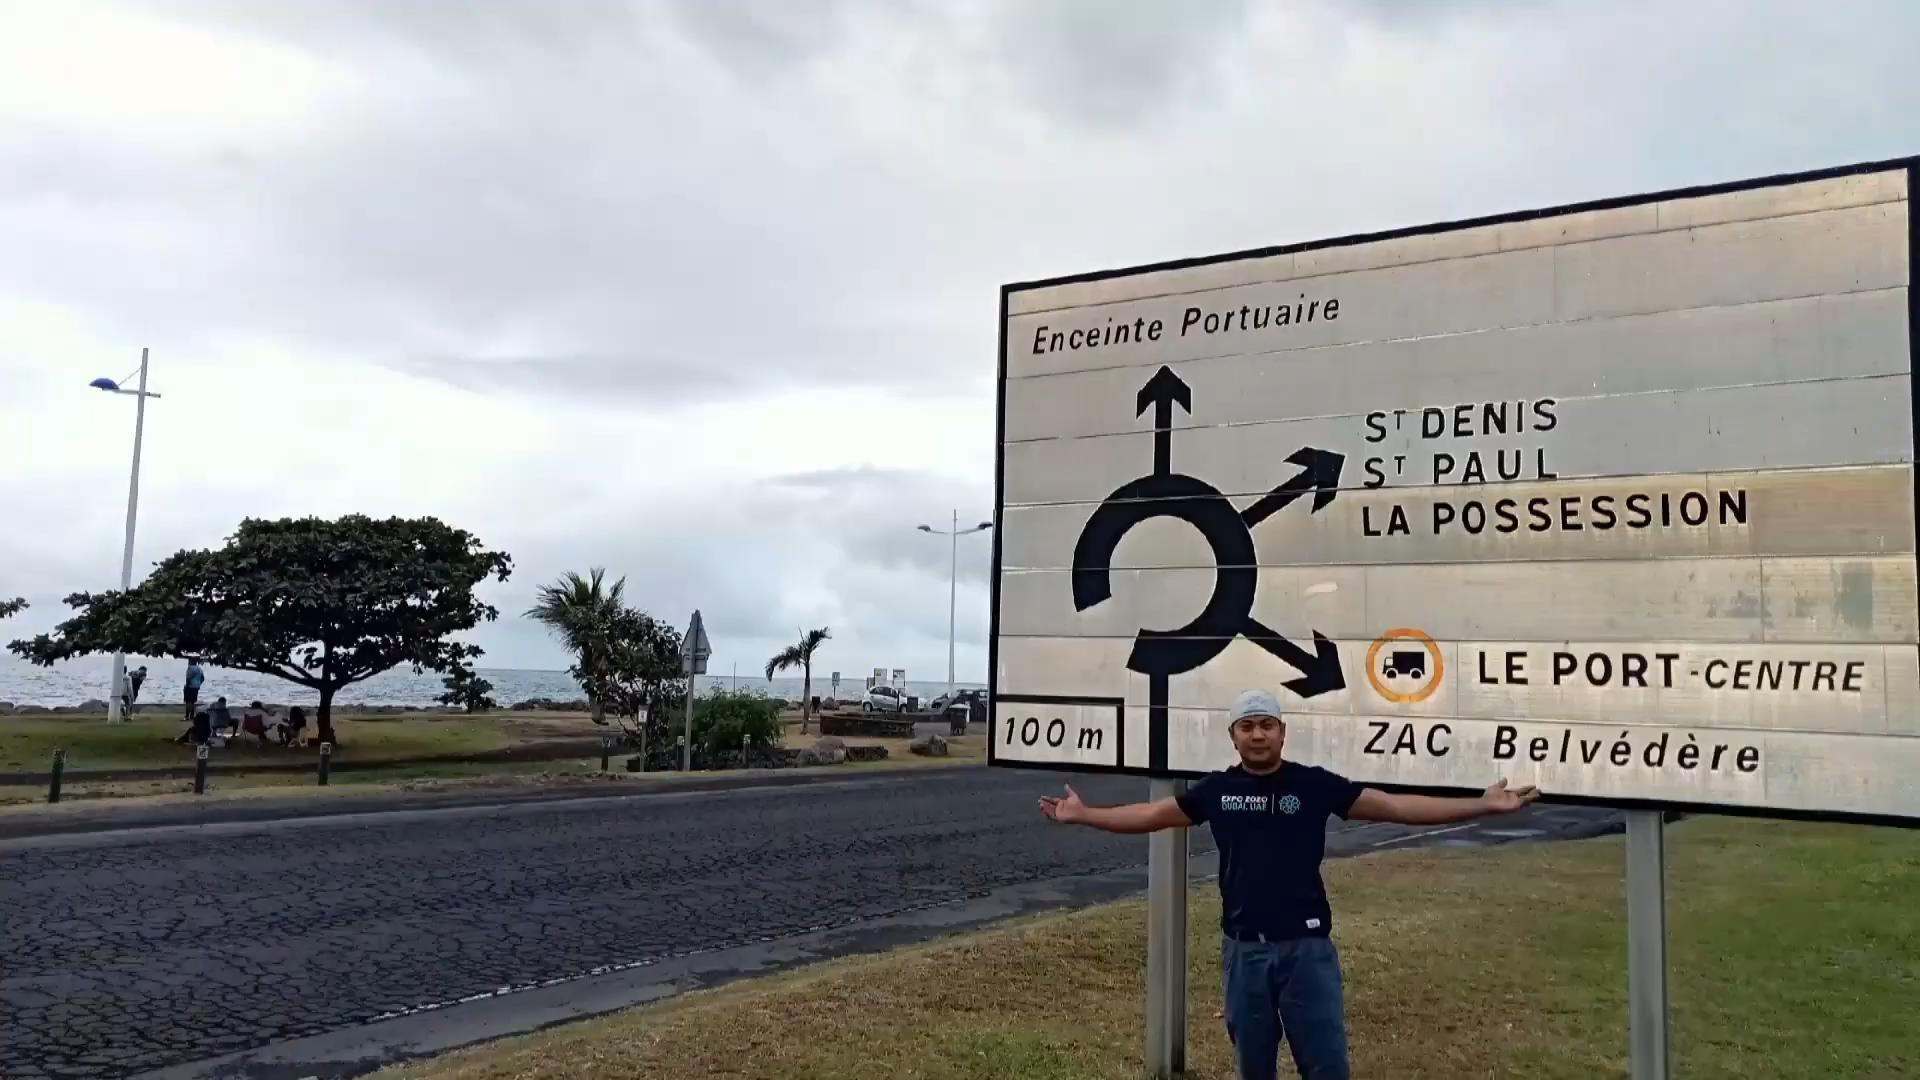 Enceinte Portuaire
ST DENIS
ST PAUL
LA POSSESSION
LE PORT-CENTRE
ZAC Belvédère
100 m
EXPO 2020
DUBAI, UAE